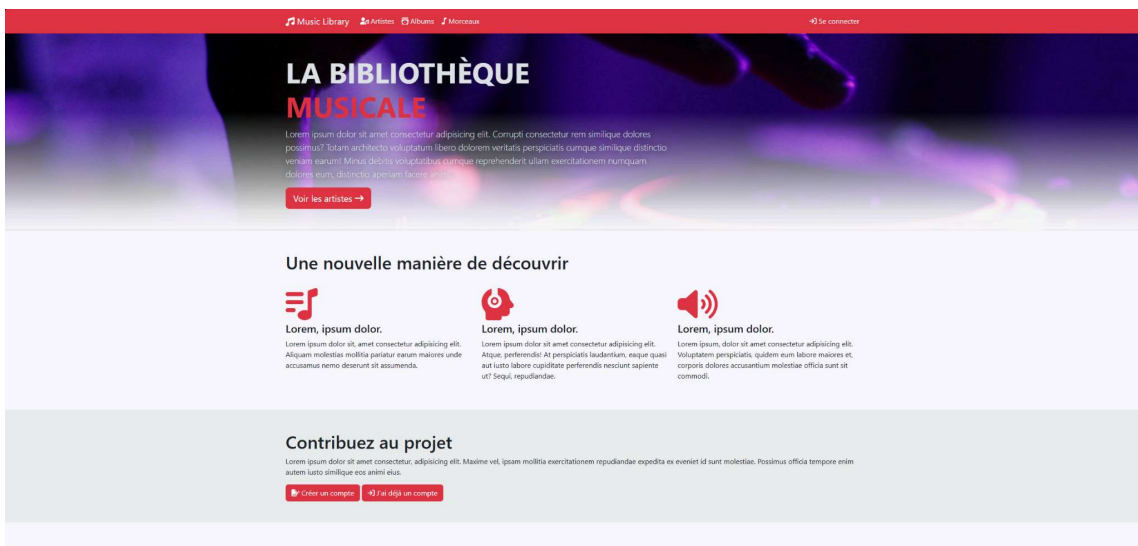 Music Library Artistes Albums Morceaux Se connecter
LA BIBLIOTHÈQUE
MUSICALE
Lorem ipsum dolor sit amet consectetur adipisicing elit. Corrupti consectetur rem similique dolores
possimus? Totam architecto voluptatum libero dolorem veritatis perspiciatis cumque similique distinctio
veniam earum! Minus debitis voluptatibus cumque reprehenderit ullam exercitationem numquam
dolores eum, distinctio aperiam facere
Voir les artistes
Une nouvelle manière de découvrir
Lorem, ipsum dolor.
Lorem ipsum dolor sit, amet consectetur adipisicing elit.
Aliquam molestias mollitia pariatur earum maiores unde
accusamus nemo deserunt sit assumenda.
Lorem, ipsum dolor.
Lorem ipsum dolor sit amet consectetur adipisicing elit.
Atque, perferendis! At perspiciatis laudantium, eaque quasi
aut iusto labore cupiditate perferendis nesciunt sapiente
ut? Sequi, repudiandae.
Lorem, ipsum dolor.
Lorem ipsum, dolor sit amet consectetur adipisicing elit.
Voluptatem perspiciatis, quidem eum labore maiores et,
corporis dolores accusantium molestiae officia sunt sit
commodi.
Contribuez au projet
Lorem ipsum dolor sit amet consectetur, adipisicing elit. Maxime vel, ipsam mollitia exercitationem repudiandae expedita ex eveniet id sunt molestiae. Possimus officia tempore enim
autem iusto similique eos animi eius.
Créer un compte J'ai déjà un compte